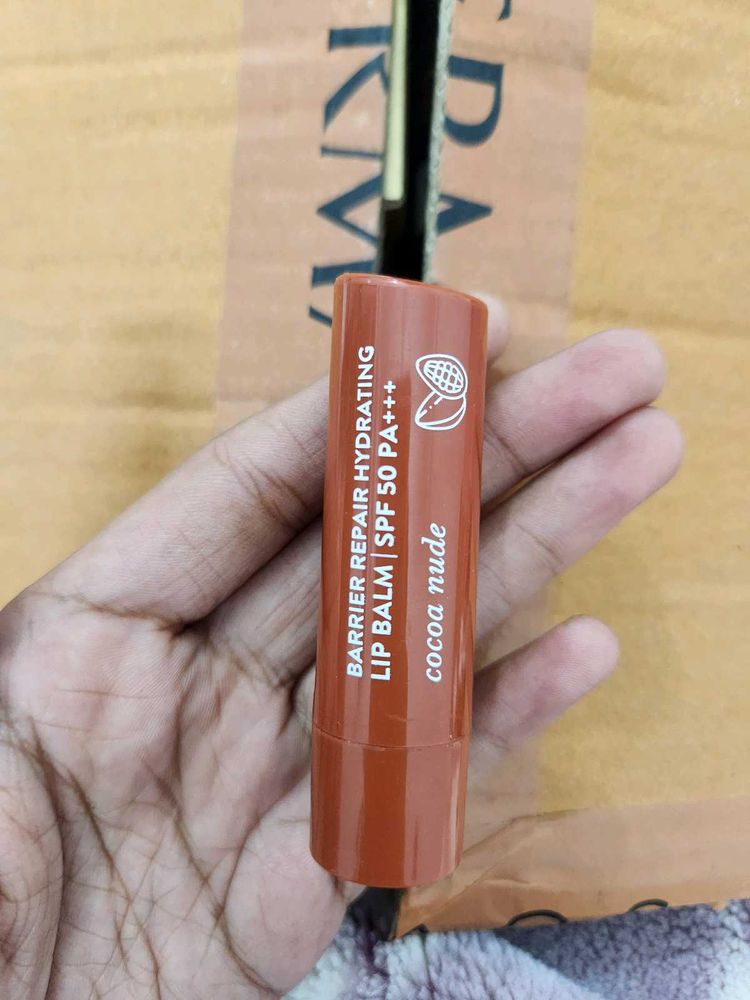 BARRIER REPAIR HYDRATING
LIP BALM | SPF 50 PA+++
cocoa nude